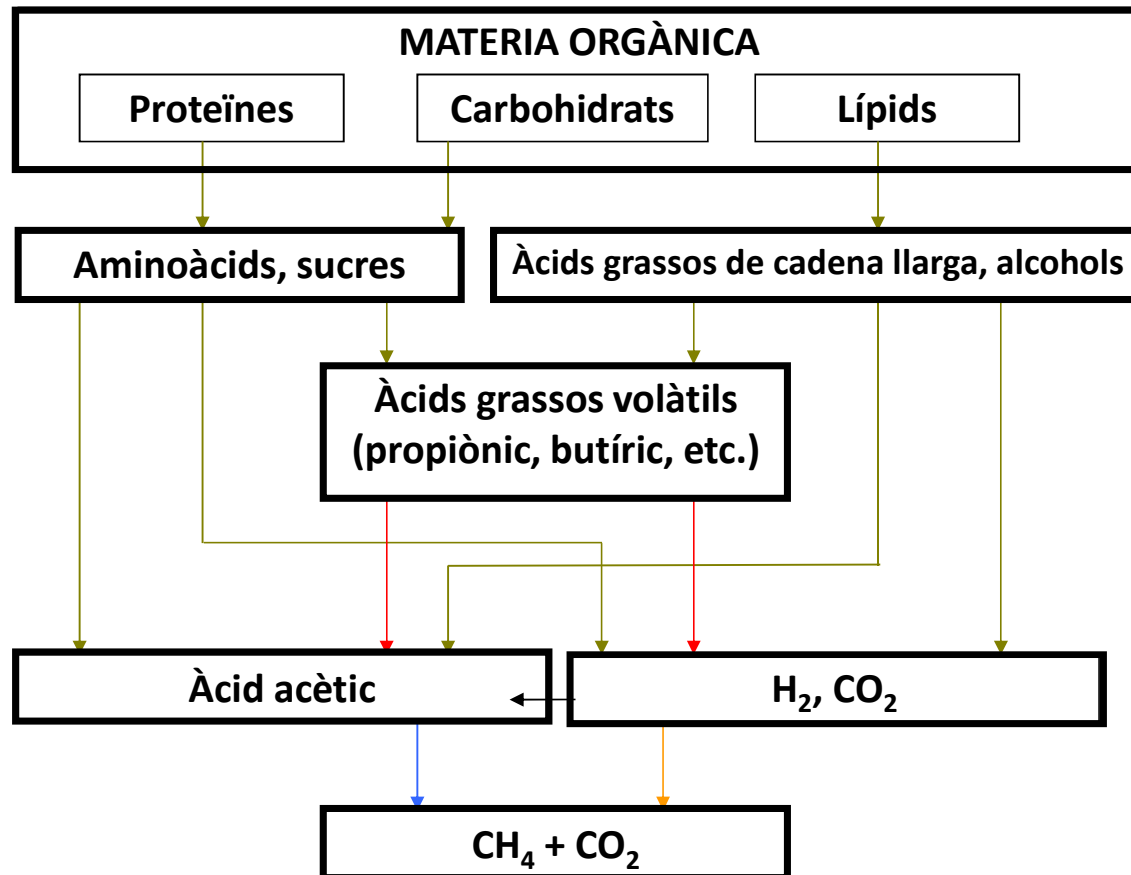 MATERIA ORGÀNICA
Proteïnes
Carbohidrats
Lípids
Aminoàcids, sucres
Àcids grassos de cadena llarga, alcohols
Àcids grassos volàtils
(propiònic, butíric, etc.)
Àcid acètic
H₂, CO₂
CH₄ + CO₂